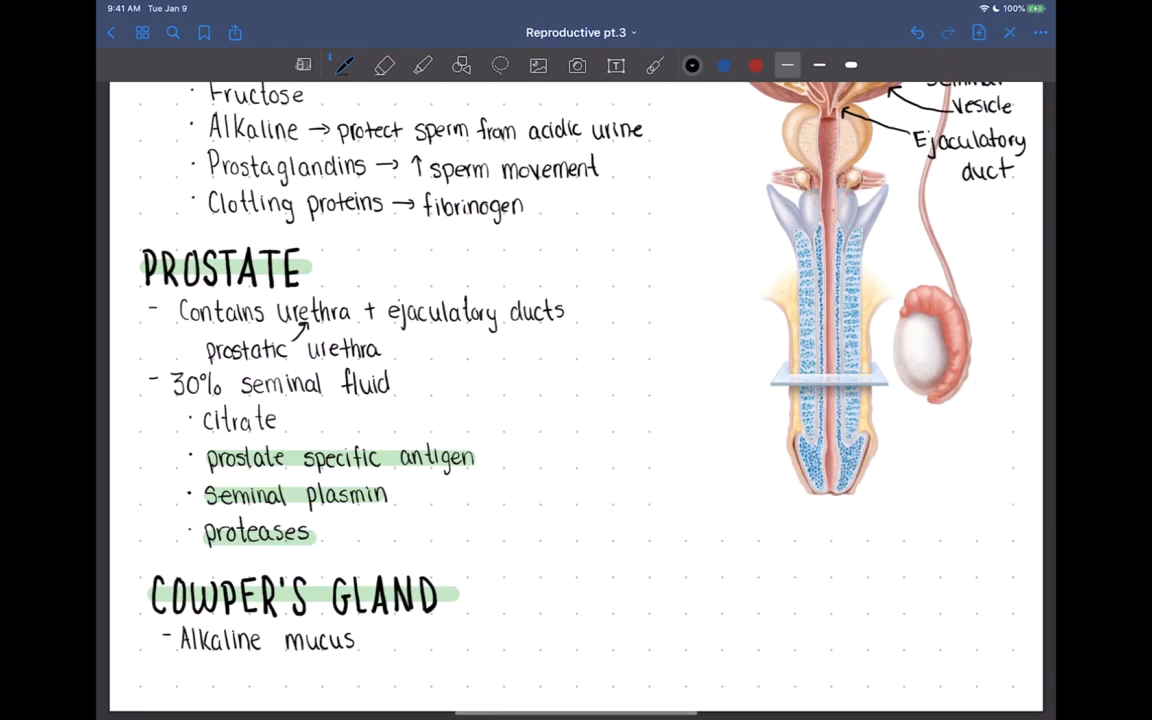 9:41 AM Tue Jan 9
100%
Reproductive pt.3
· Fructose
· Alkaline → protect sperm from acidic urine
· Prostaglandins → ↑ sperm movement
· Clotting proteins → fibrinogen
PROSTATE
- Contains urethra + ejaculatory ducts
prostatic urethra
- 30% seminal fluid
· citrate
· prostate specific antigen
· Seminal plasmin
· proteases
COWPER'S GLAND
- Alkaline mucus
Seminal
vesicle
Ejaculatory
duct